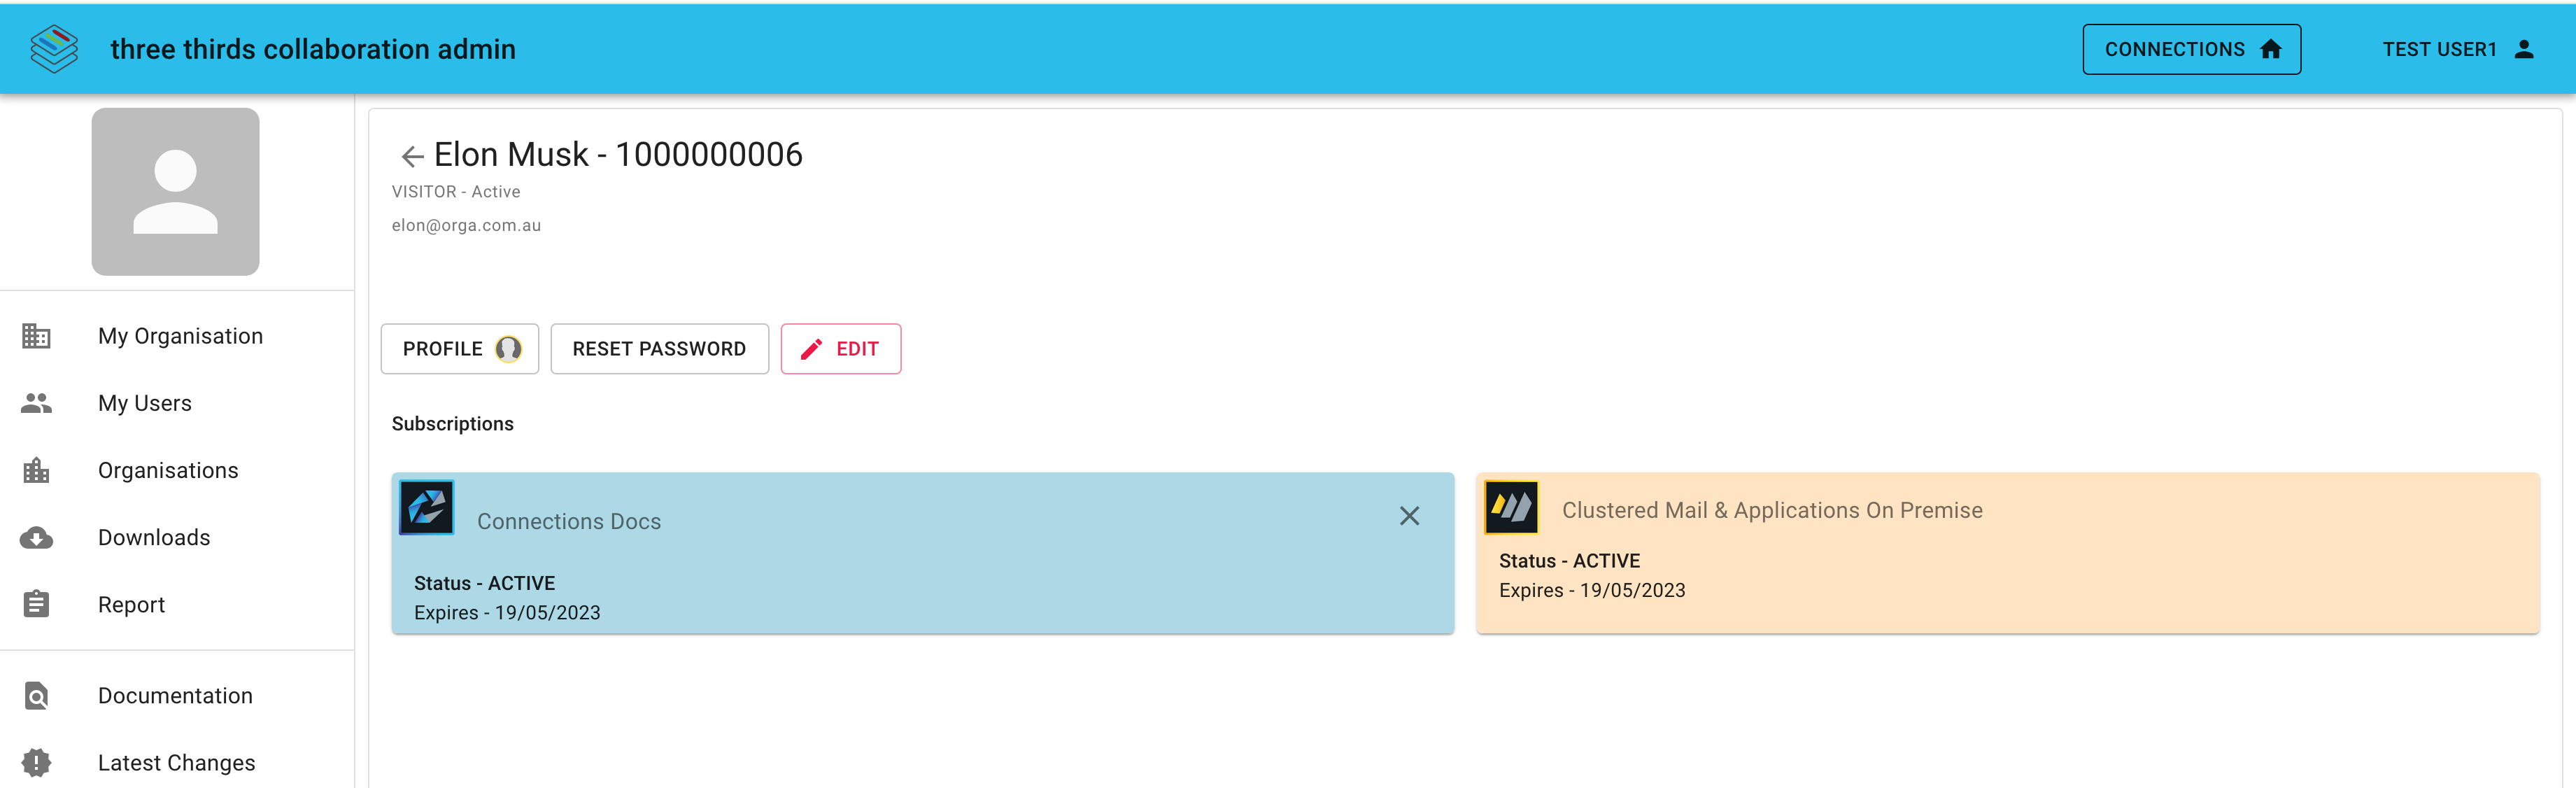 three thirds collaboration admin
CONNECTIONS
TEST USER1
My Organisation
My Users
Organisations
Downloads
Report
Documentation
Latest Changes
Elon Musk - 1000000006
VISITOR - Active
elon@orga.com.au
PROFILE
RESET PASSWORD
EDIT
Subscriptions
Connections Docs
Status - ACTIVE
Expires - 19/05/2023
Clustered Mail & Applications On Premise
Status - ACTIVE
Expires - 19/05/2023